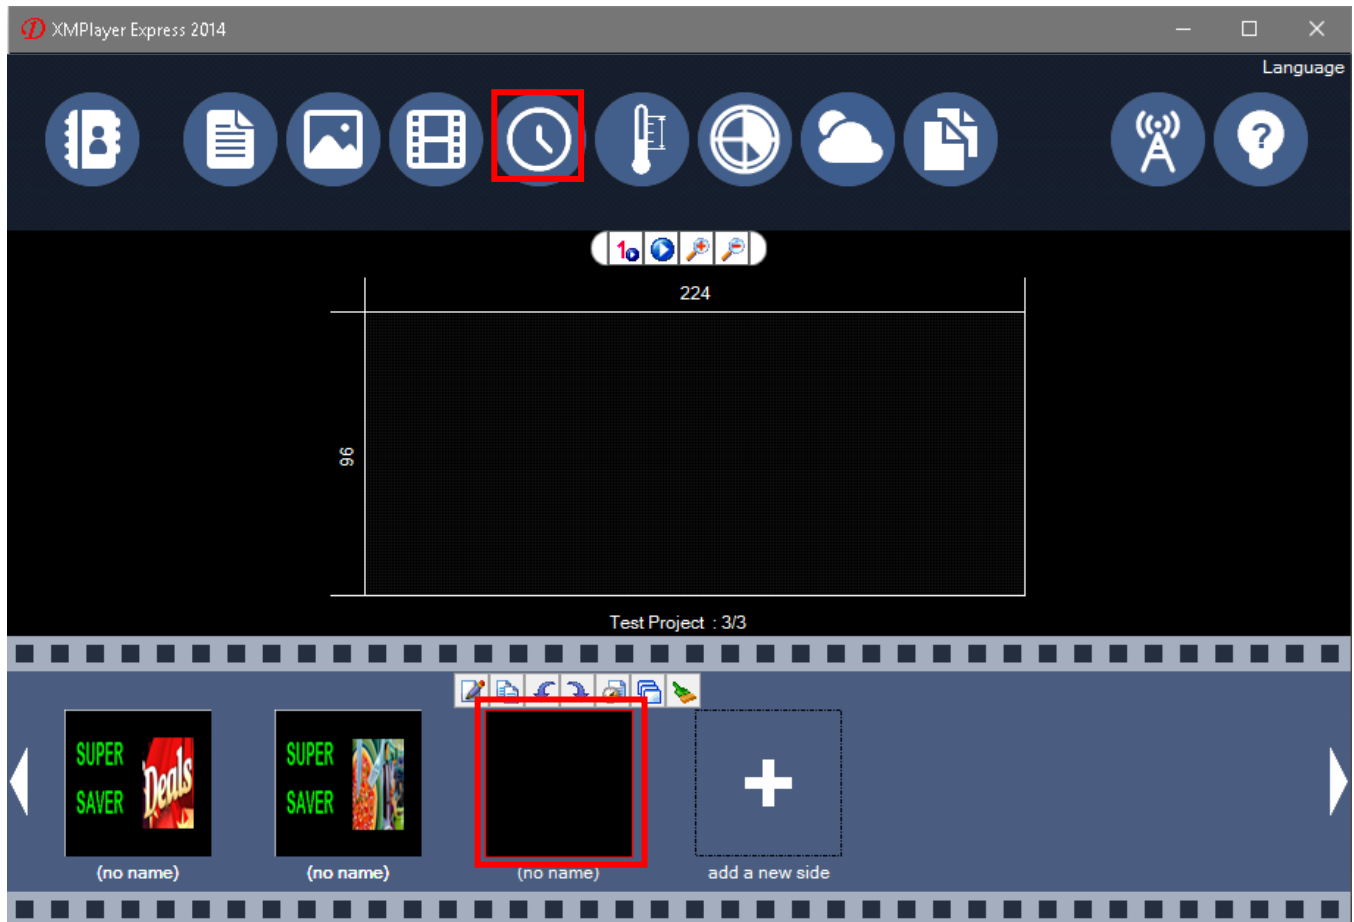 XMPlayer Express 2014
Language
?
1
224
96
Test Project : 3/3
SUPER
SAVER
Deals
SUPER
SAVER
(no name)
(no name)
(no name)
add a new side